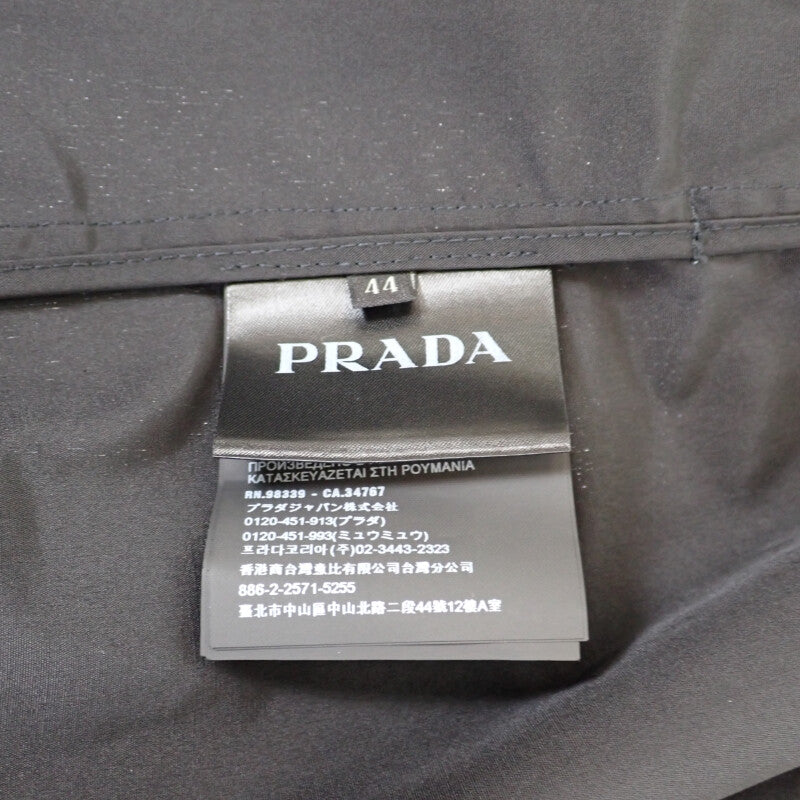 44
PRADA
ПРОИЗВЕДЕНО
ΚΑΤΑΣΚΕΥΑΖΕΤΑΙ ΣΤΗ ΡΟΥΜΑΝΙΑ
RN.98339 - CA.34767
プラダジャパン株式会社
0120-451-913(プラダ)
0120-451-993(ミュウミュウ)
프라다코리아(주)02-3443-2323
香港商台灣璞比有限公司台灣分公司
886-2-2571-5255
臺北市中山區中山北路二段44號12樓A室